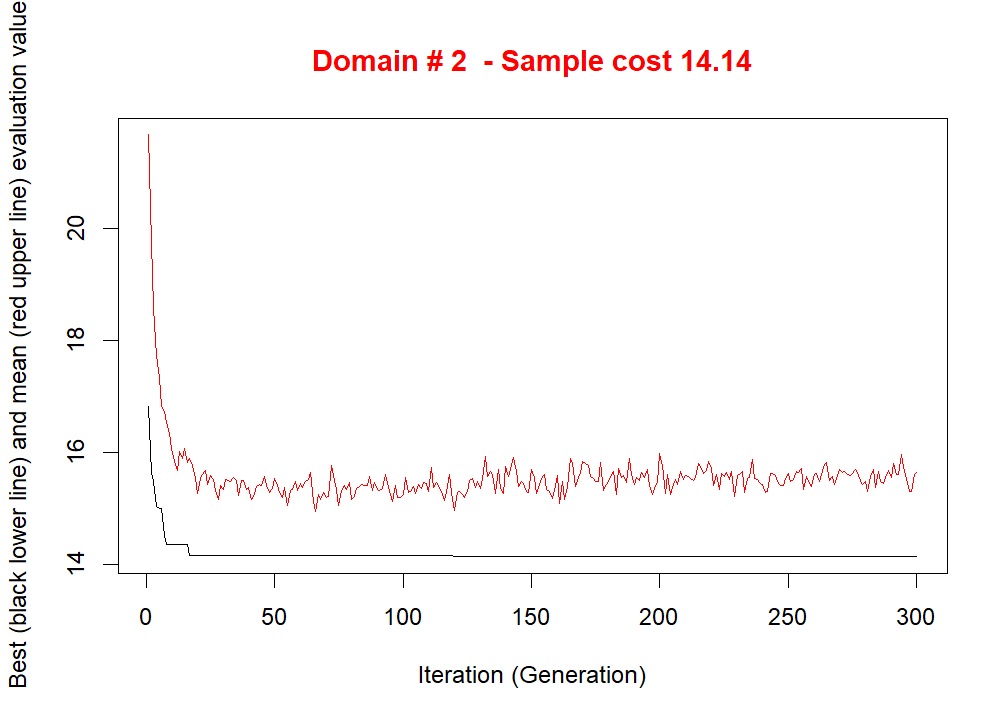 Domain # 2  - Sample cost 14.14
Best (black lower line) and mean (red upper line) evaluation value
20
18
16
14
0 50 100 150 200 250 300
Iteration (Generation)